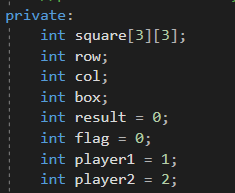 private:
int square[3][3];
int row;
int col;
int box;
int result = 0;
int flag = 0;
int player1 = 1;
int player2 = 2;